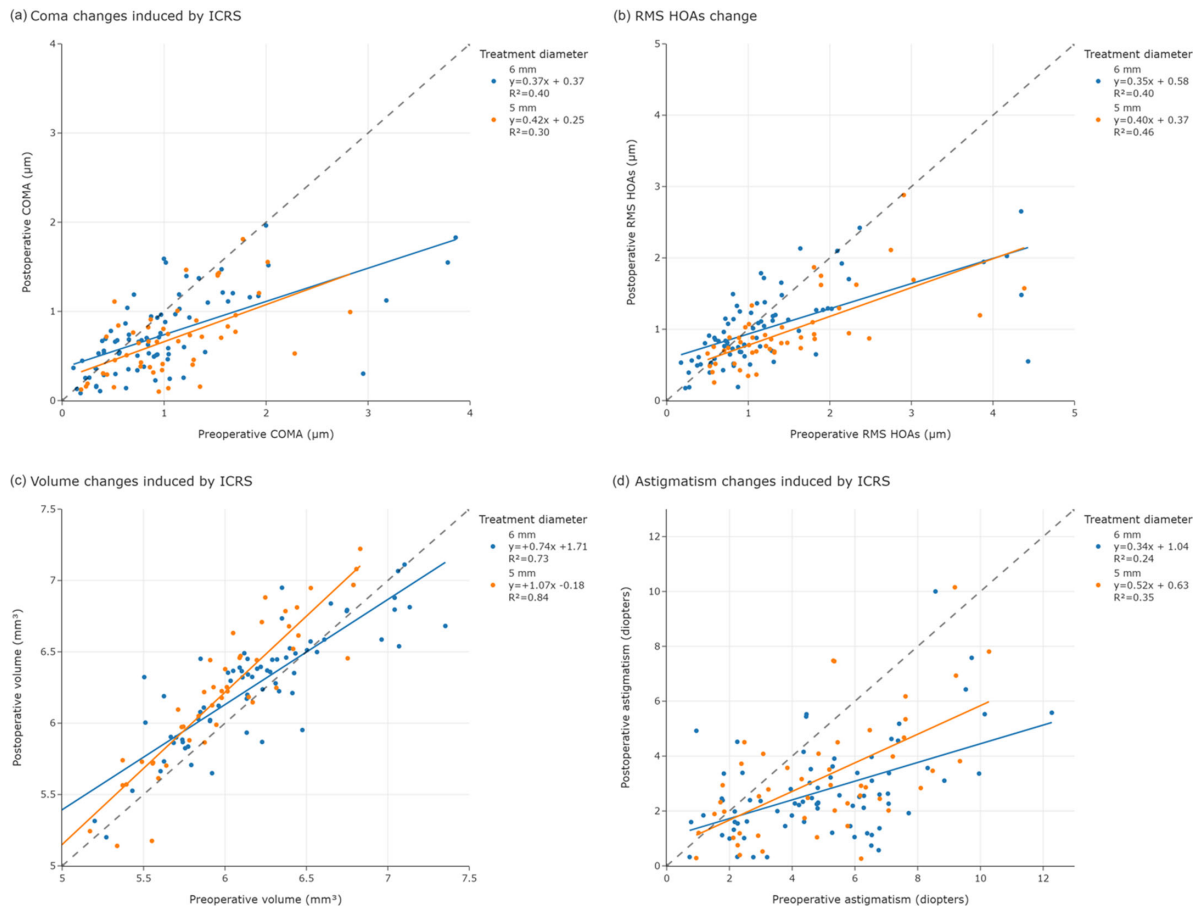 (a) Coma changes induced by ICRS
4
3
2
1
0
0
1
2
3
4
Postoperative COMA (μm)
Preoperative COMA (μm)
Treatment diameter
6 mm
y=0.37x + 0.37
R²=0.40
5 mm
y=0.42x + 0.25
R²=0.30
(b) RMS HOAs change
5
4
3
2
1
0
0
1
2
3
4
5
Postoperative RMS HOAs (μm)
Preoperative RMS HOAs (μm)
Treatment diameter
6 mm
y=0.35x + 0.58
R²=0.40
5 mm
y=0.40x + 0.37
R²=0.46
(c) Volume changes induced by ICRS
7.5
7
6.5
6
5.5
5
5
5.5
6
6.5
7
7.5
Postoperative volume (mm³)
Preoperative volume (mm³)
Treatment diameter
6 mm
y=+0.74x +1.71
R²=0.73
5 mm
y=+1.07x -0.18
R²=0.84
(d) Astigmatism changes induced by ICRS
12
10
8
6
4
2
0
0
2
4
6
8
10
12
Postoperative astigmatism (diopters)
Preoperative astigmatism (diopters)
Treatment diameter
6 mm
y=0.34x + 1.04
R²=0.24
5 mm
y=0.52x + 0.63
R²=0.35